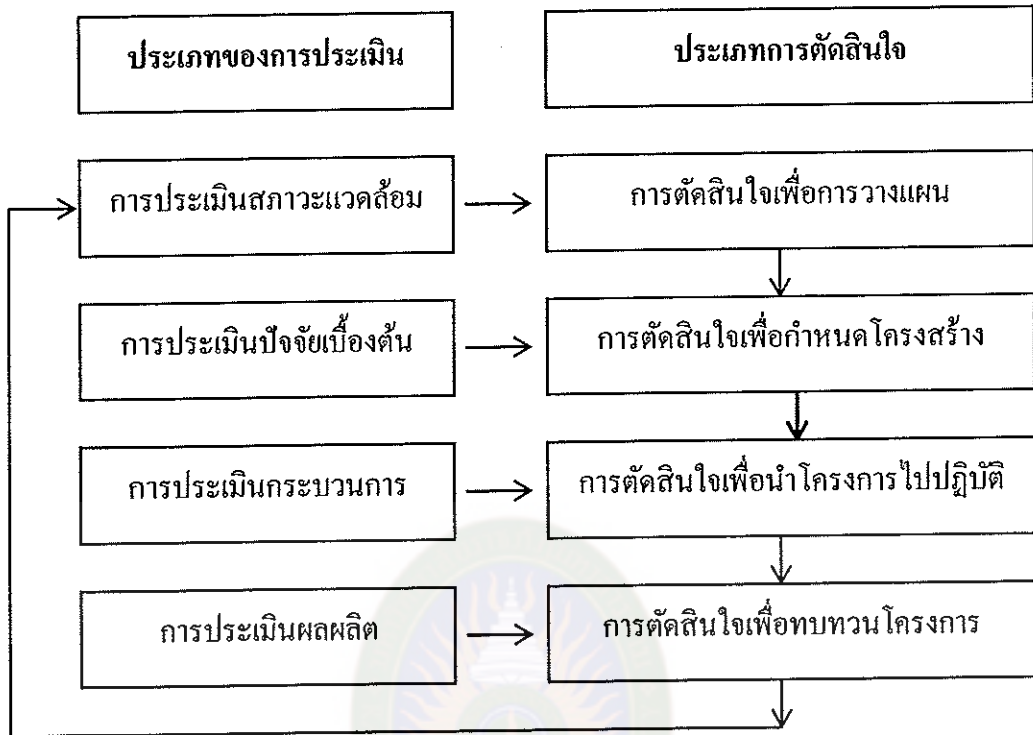 ประเภทของการประเมิน
ประเภทการตัดสินใจ
การประเมินสภาวะแวดล้อม
การตัดสินใจเพื่อการวางแผน
การประเมินปัจจัยเบื้องต้น
การตัดสินใจเพื่อกำหนดโครงสร้าง
การประเมินกระบวนการ
การตัดสินใจเพื่อนำโครงการไปปฏิบัติ
การประเมินผลผลิต
การตัดสินใจเพื่อทบทวนโครงการ